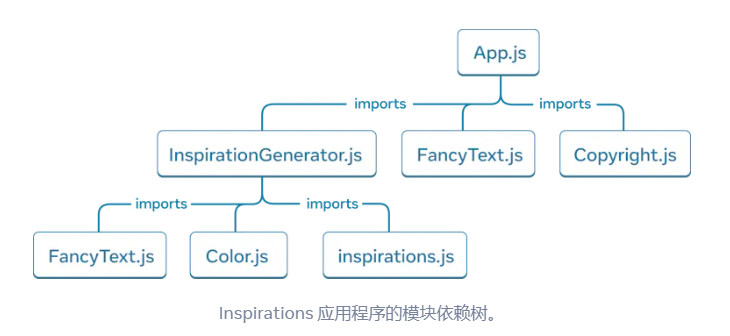 App.js
imports
imports
InspirationGenerator.js
FancyText.js
Copyright.js
imports
imports
FancyText.js
Color.js
inspirations.js
Inspirations 应用程序的模块依赖树。